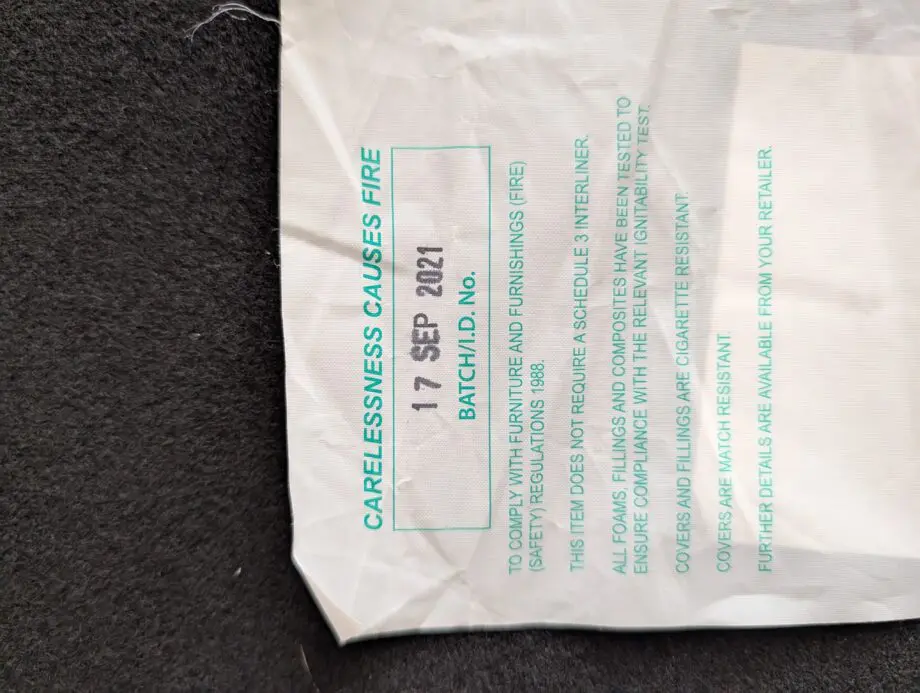 CARELESSNESS CAUSES FIRE
17 SEP 2021
BATCH/I.D. No.
TO COMPLY WITH FURNITURE AND FURNISHINGS (FIRE)
(SAFETY) REGULATIONS 1988.
THIS ITEM DOES NOT REQUIRE A SCHEDULE 3 INTERLINER.
ALL FOAMS, FILLINGS AND COMPOSITES HAVE BEEN TESTED TO
ENSURE COMPLIANCE WITH THE RELEVANT IGNITABILITY TEST.
COVERS AND FILLINGS ARE CIGARETTE RESISTANT.
COVERS ARE MATCH RESISTANT.
FURTHER DETAILS ARE AVAILABLE FROM YOUR RETAILER.